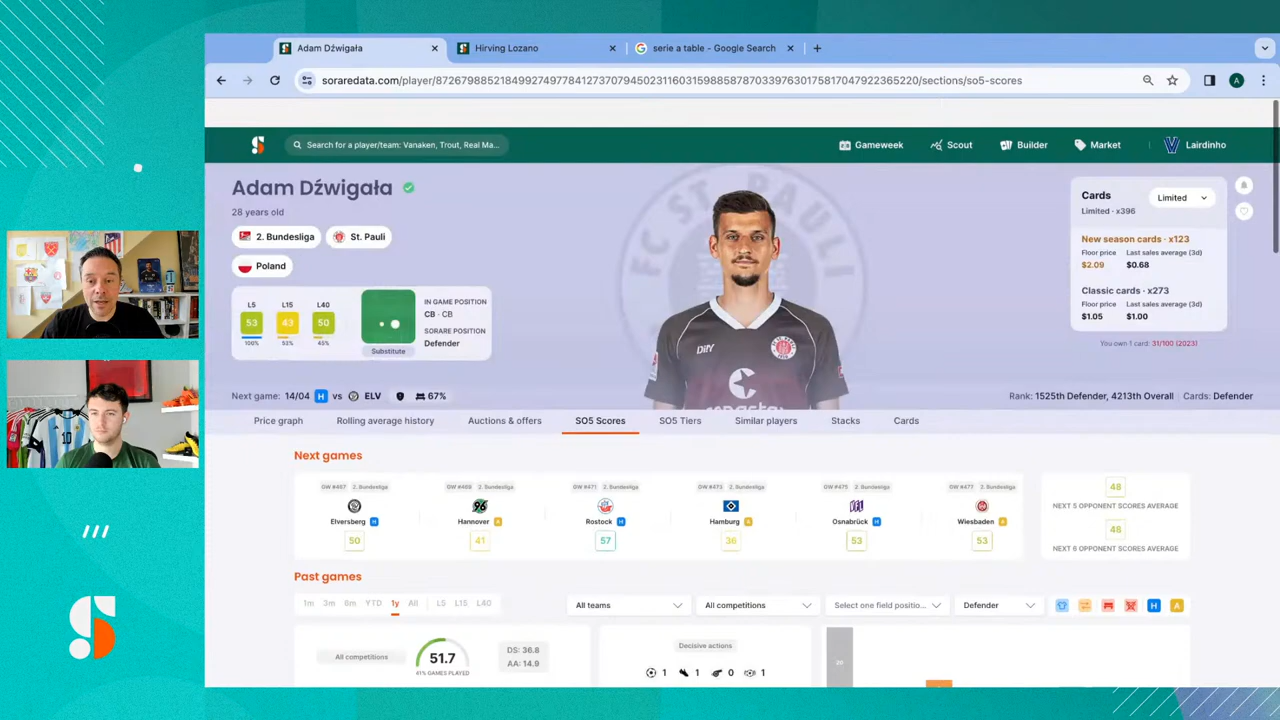 Adam Dźwigała
Hirving Lozano
serie a table - Google Search
soraredata.com/player/87267988521849927497784127370794502311603159885878703397630175817047922365220/sections/so5-scores
A
Search for a player/team: Vanaken, Trout, Real Ma...
Gameweek
Scout
Builder
Market
Lairdinho
Adam Dźwigała
28 years old
2. Bundesliga
St. Pauli
Poland
L5
L15
L40
53
43
50
100%
53%
45%
Substitute
IN GAME POSITION
CB · CB
SORARE POSITION
Defender
Cards
Limited · x396
Limited
New season cards · x123
Floor price
Last sales average (3d)
$2.09
$0.68
Classic cards · x273
Floor price
Last sales average (3d)
$1.05
$1.00
You own 1 card: 31/100 (2023)
Next game: 14/04 H vs ELV 67%
Rank: 1525th Defender, 4213th Overall
Cards: Defender
Price graph
Rolling average history
Auctions & offers
SO5 Scores
SO5 Tiers
Similar players
Stacks
Cards
Next games
GW #467 2. Bundesliga
GW #469 2. Bundesliga
GW #471 2. Bundesliga
GW #473 2. Bundesliga
GW #475 2. Bundesliga
GW #477 2. Bundesliga
Elversberg H
Hannover A
Rostock H
Hamburg A
Osnabrück H
Wiesbaden A
50
41
57
36
53
53
48
NEXT 5 OPPONENT SCORES AVERAGE
48
NEXT 6 OPPONENT SCORES AVERAGE
Past games
1m 3m 6m YTD 1y All L5 L15 L40
All teams
All competitions
Select one field positio...
Defender
H
A
All competitions
51.7
41% GAMES PLAYED
DS: 36.8
AA: 14.9
Decisive actions
1
1
0
1